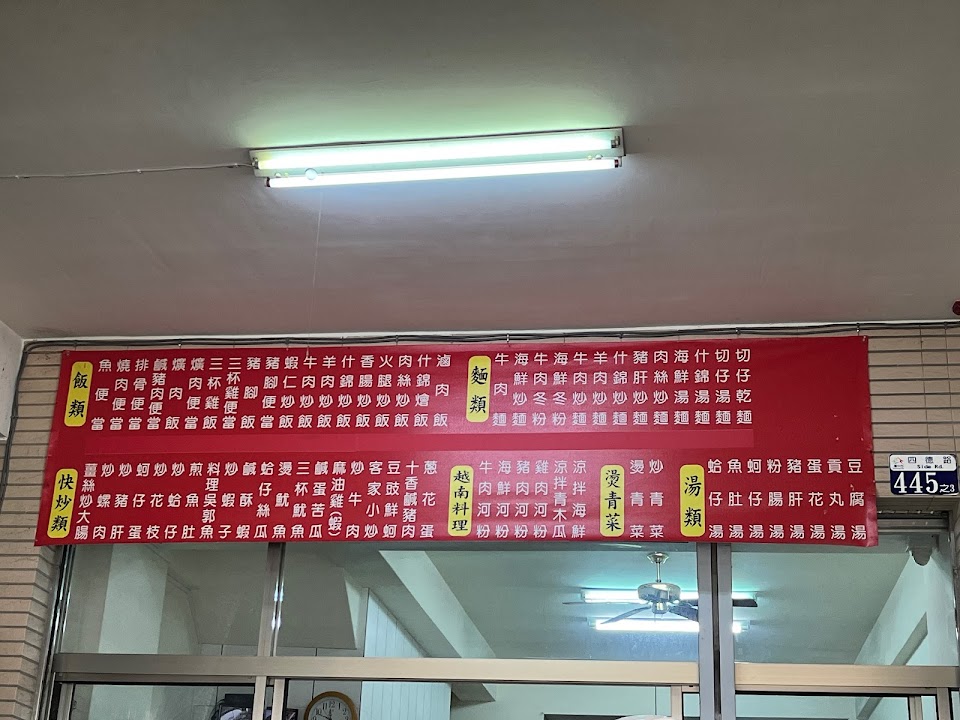 飯類
魚便當
燒肉便當
排骨便當
鹹豬肉便當
爌肉飯
爌肉便當
三杯雞飯
三杯雞便當
豬腳飯
豬腳便當
蝦仁炒飯
牛肉炒飯
羊肉炒飯
什錦炒飯
香腸炒飯
火腿炒飯
肉絲炒飯
什錦燴飯
滷肉飯
麵類
牛肉麵
海鮮炒麵
牛肉冬粉
海鮮冬粉
牛肉炒麵
羊肉炒麵
什錦炒麵
豬肝炒麵
肉絲炒麵
海鮮湯麵
什錦湯麵
切仔湯麵
切仔乾麵
快炒類
薑絲炒大腸
炒螺肉
炒豬肝
蚵仔蛋
炒花枝
炒蛤仔
煎魚肚
料理吳郭魚
炒蝦子
鹹酥蝦
蛤仔絲瓜
燙魷魚
三杯魷魚
鹹蛋苦瓜
麻油雞(蝦)
炒牛肉
客家小炒
豆豉鮮蚵
十香鹹豬肉
蔥花蛋
越南料理
牛肉河粉
海鮮河粉
豬肉河粉
雞肉河粉
涼拌青木瓜
涼拌海鮮
燙青菜
燙青菜
炒青菜
湯類
蛤仔湯
魚肚湯
蚵仔湯
粉腸湯
豬肝湯
蛋花湯
貢丸湯
豆腐湯
四德路
Side Rd.
445之3